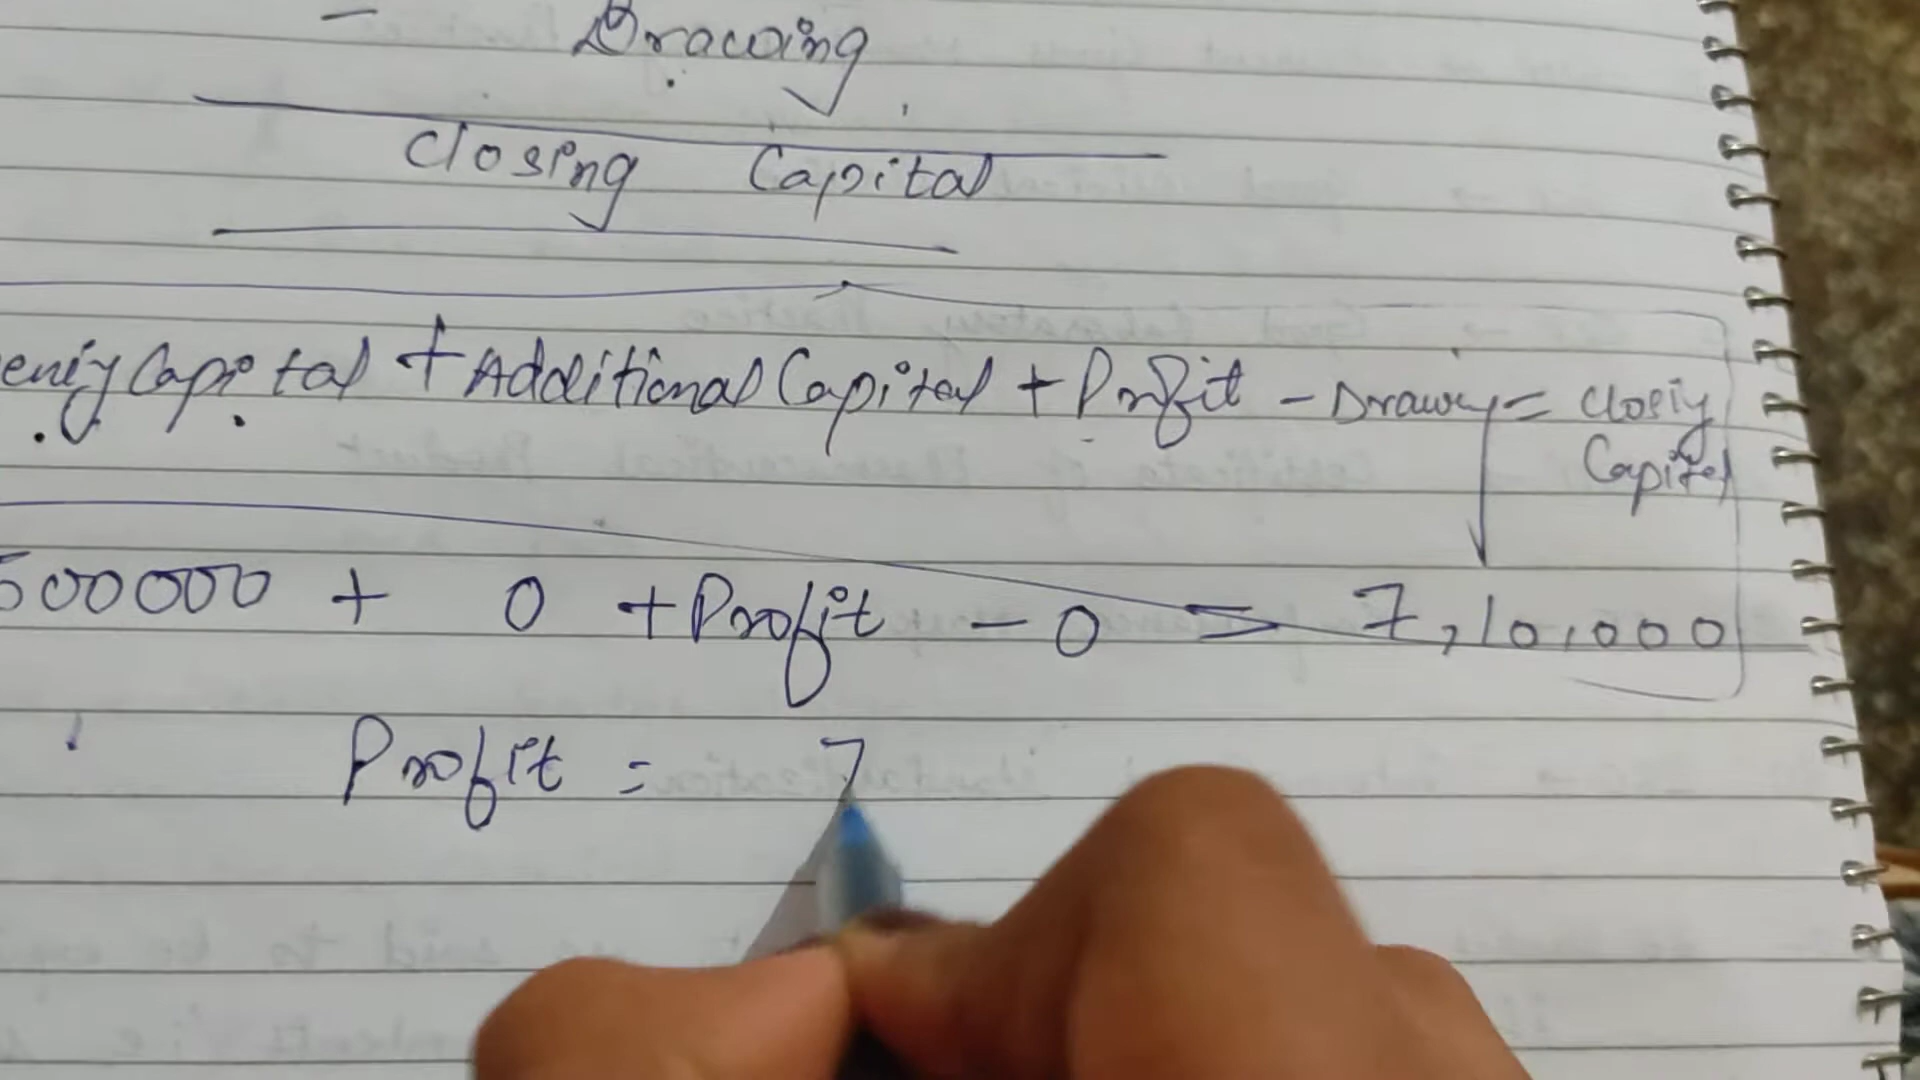 - Drawing
Closing Capital
Capital + Additional Capital + Profit - Drawing = Closing
Capital
500000 + 0 + Profit - 0 = 7,10,000
Profit = 7